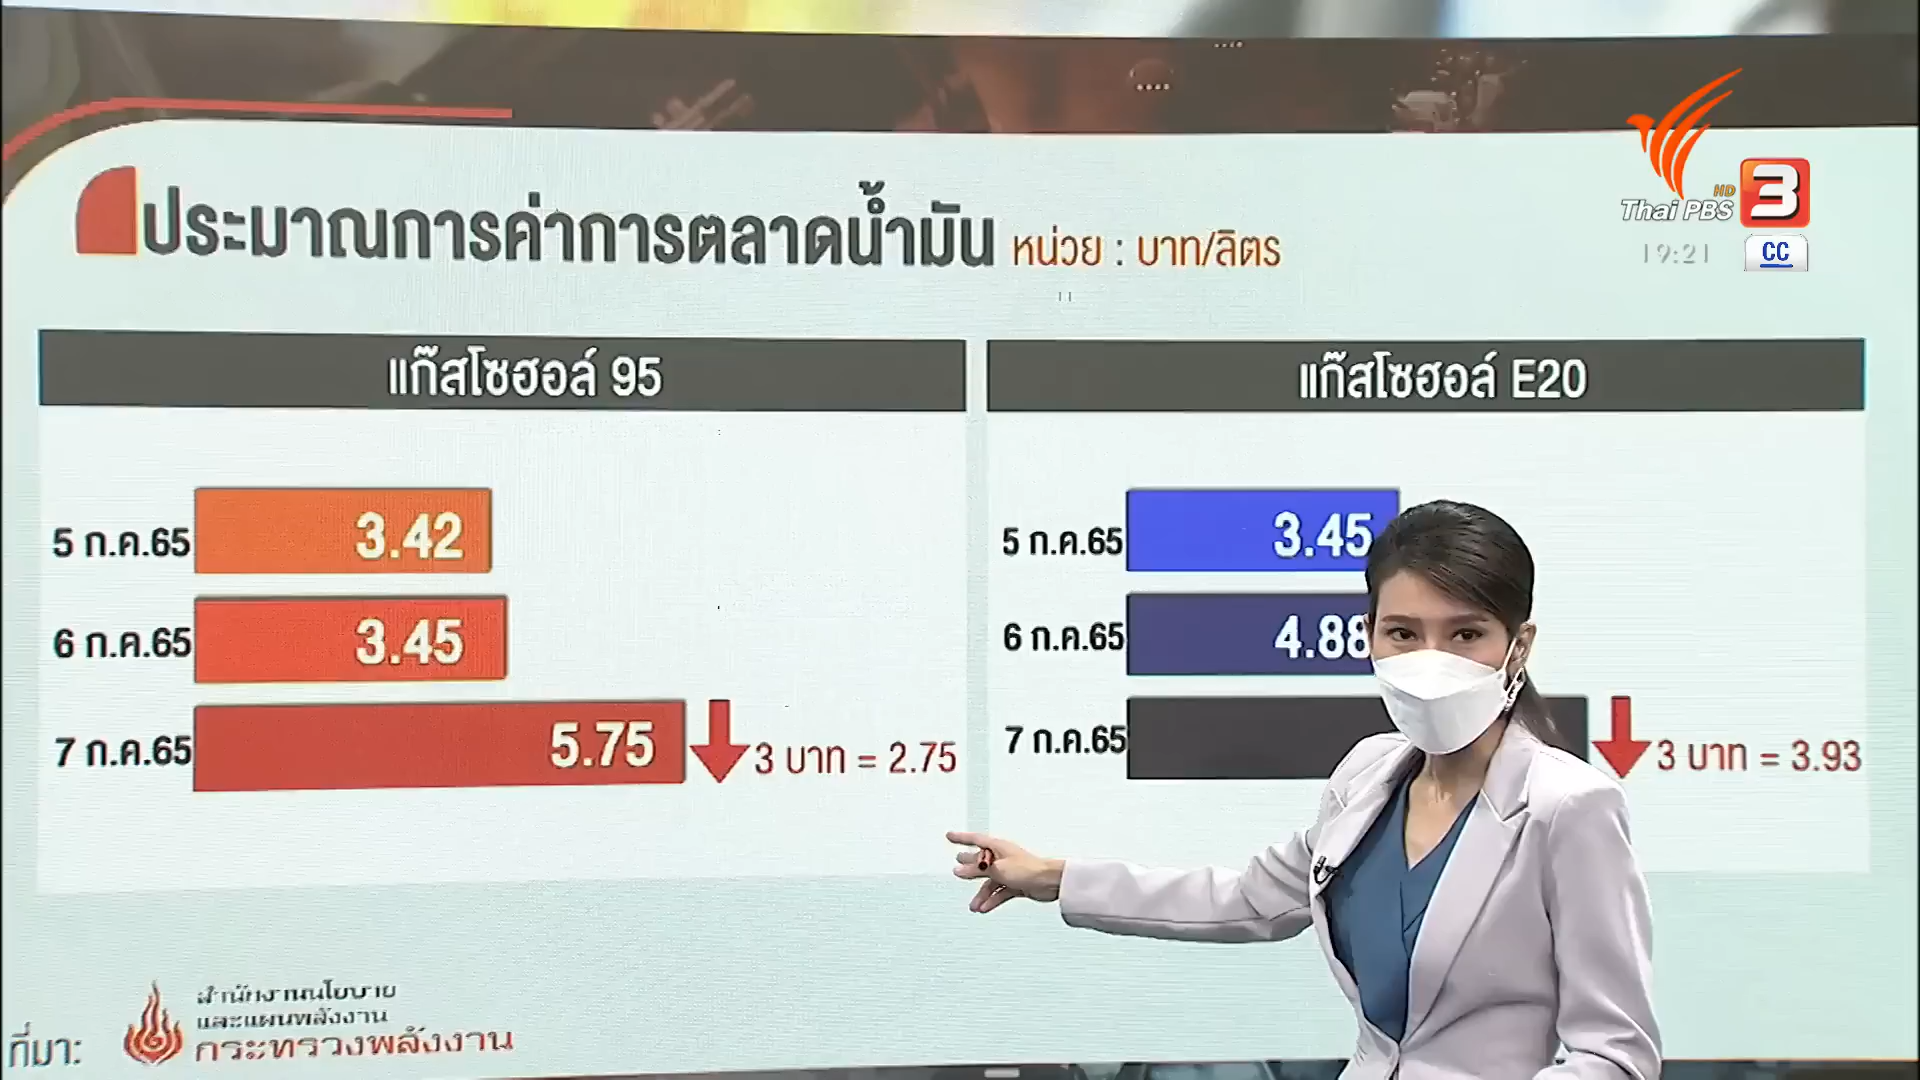 ประมาณการค่าการตลาดน้ำมัน หน่วย : บาท/ลิตร
Thai PBS HD 3
19:21 CC
แก๊สโซฮอล์ 95
5 ก.ค.65 3.42
6 ก.ค.65 3.45
7 ก.ค.65 5.75 3 บาท = 2.75
แก๊สโซฮอล์ E20
5 ก.ค.65 3.45
6 ก.ค.65 4.88
7 ก.ค.65 3 บาท = 3.93
ที่มา:
สำนักงานนโยบาย
และแผนพลังงาน
กระทรวงพลังงาน